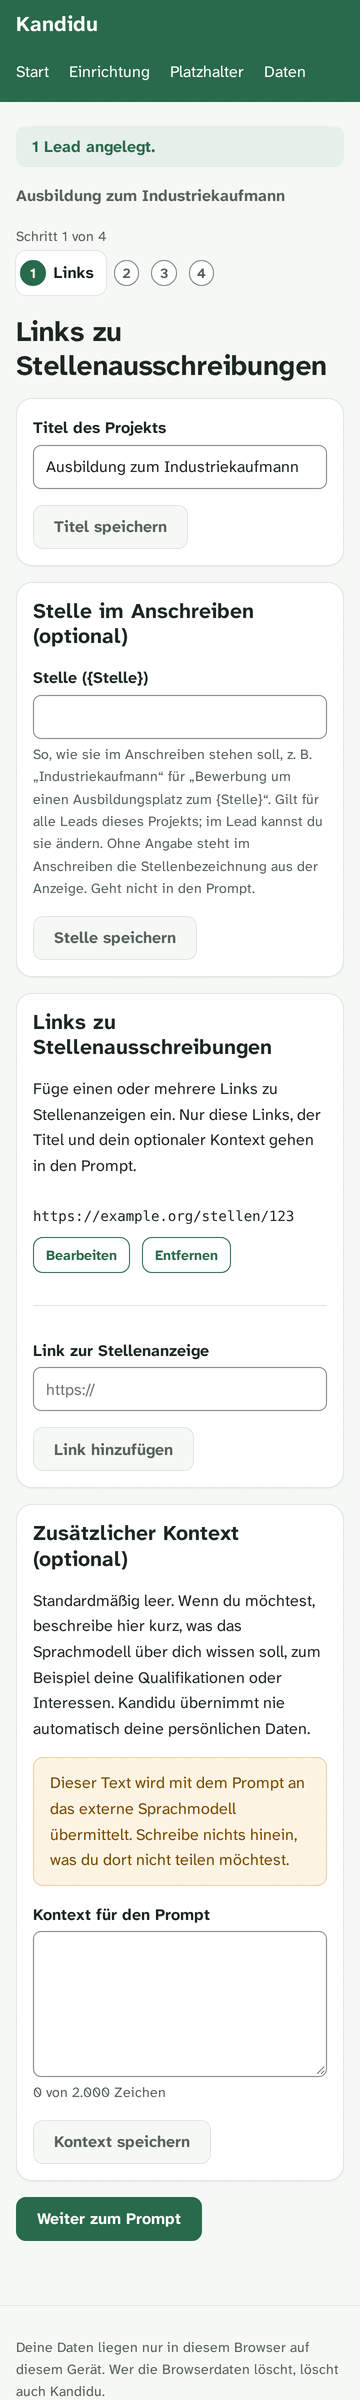 Kandidu
Start Einrichtung Platzhalter Daten
1 Lead angelegt.
Ausbildung zum Industriekaufmann
Schritt 1 von 4
1 Links 2 3 4
Links zu
Stellenausschreibungen
Titel des Projekts
Ausbildung zum Industriekaufmann
Titel speichern
Stelle im Anschreiben
(optional)
Stelle ({Stelle})
So, wie sie im Anschreiben stehen soll, z. B.
„Industriekaufmann“ für „Bewerbung um
einen Ausbildungsplatz zum {Stelle}“. Gilt für
alle Leads dieses Projekts; im Lead kannst du
sie ändern. Ohne Angabe steht im
Anschreiben die Stellenbezeichnung aus der
Anzeige. Geht nicht in den Prompt.
Stelle speichern
Links zu
Stellenausschreibungen
Füge einen oder mehrere Links zu
Stellenanzeigen ein. Nur diese Links, der
Titel und dein optionaler Kontext gehen
in den Prompt.
https://example.org/stellen/123
Bearbeiten Entfernen
Link zur Stellenanzeige
https://
Link hinzufügen
Zusätzlicher Kontext
(optional)
Standardmäßig leer. Wenn du möchtest,
beschreibe hier kurz, was das
Sprachmodell über dich wissen soll, zum
Beispiel deine Qualifikationen oder
Interessen. Kandidu übernimmt nie
automatisch deine persönlichen Daten.
Dieser Text wird mit dem Prompt an
das externe Sprachmodell
übermittelt. Schreibe nichts hinein,
was du dort nicht teilen möchtest.
Kontext für den Prompt
0 von 2.000 Zeichen
Kontext speichern
Weiter zum Prompt
Deine Daten liegen nur in diesem Browser auf
diesem Gerät. Wer die Browserdaten löscht, löscht
auch Kandidu.